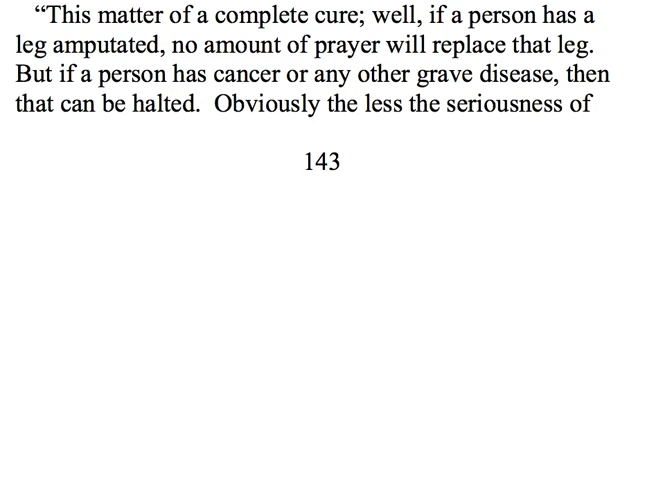 “This matter of a complete cure; well, if a person has a
leg amputated, no amount of prayer will replace that leg.
But if a person has cancer or any other grave disease, then
that can be halted.  Obviously the less the seriousness of
143